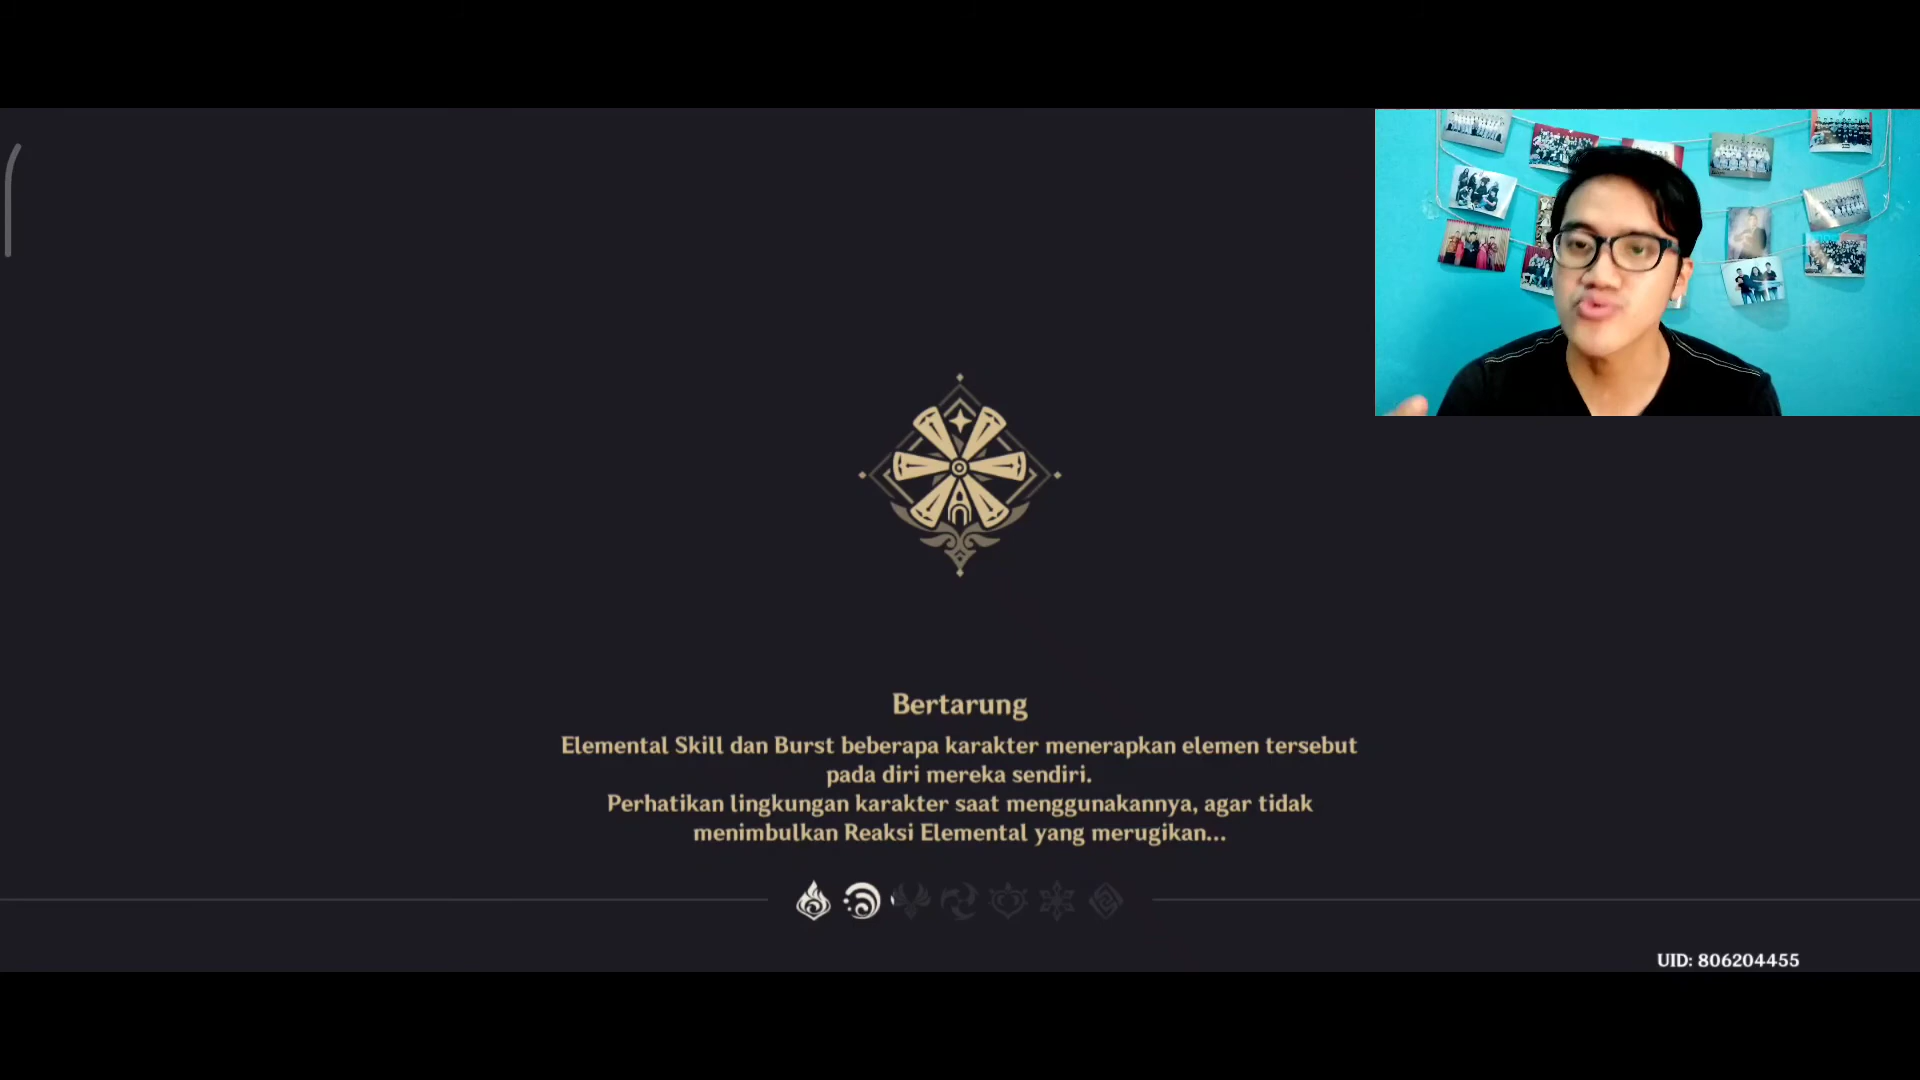 Bertarung
Elemental Skill dan Burst beberapa karakter menerapkan elemen tersebut
pada diri mereka sendiri.
Perhatikan lingkungan karakter saat menggunakannya, agar tidak
menimbulkan Reaksi Elemental yang merugikan...
UID: 806204455